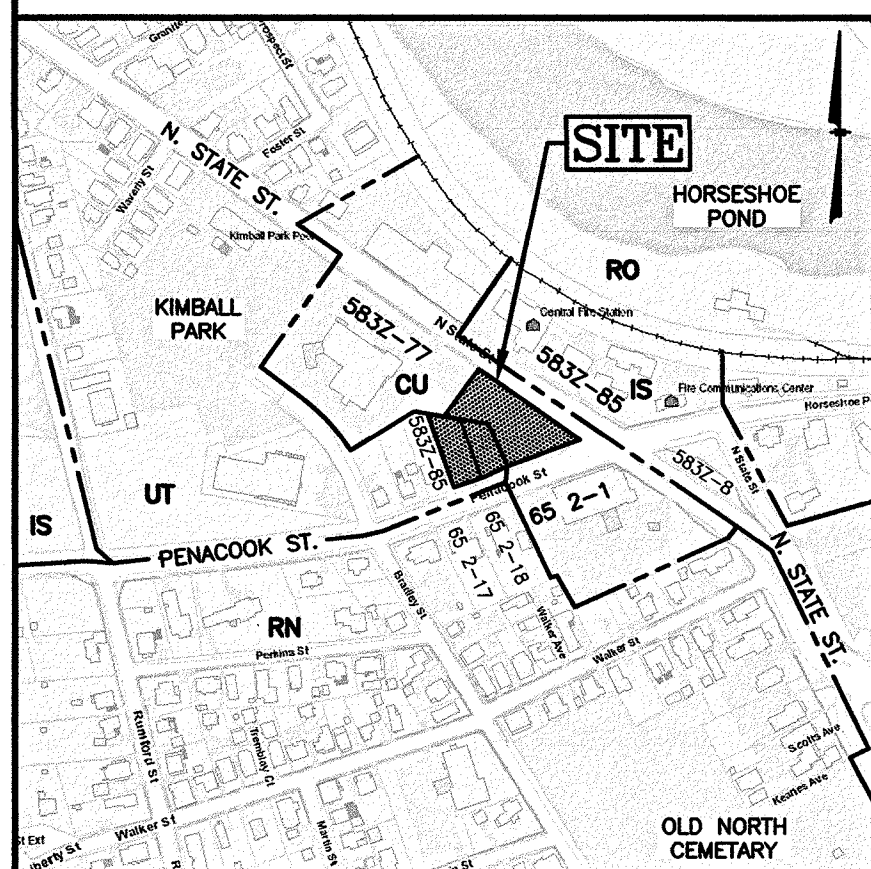 Granite
Prospect St
N. STATE ST.
Foster St
Waverly St
SITE
HORSESHOE
POND
Kimball Park
RO
KIMBALL
PARK
583Z-77
N State St
Central Fire Station
583Z-85
IS
Fire Communications Center
CU
Horseshoe
583Z-85
583Z-8
N State St
UT
IS
Penacook St
65 2-1
PENACOOK ST.
65 2-17
65 2-18
N. STATE ST.
Bradley St
Walker Ave
RN
Perkins St
Walker St
Rumford St
Tremblay Ct
Scotts Ave
Keanes Ave
St Ext
Walker St
Martin St
OLD NORTH
CEMETARY